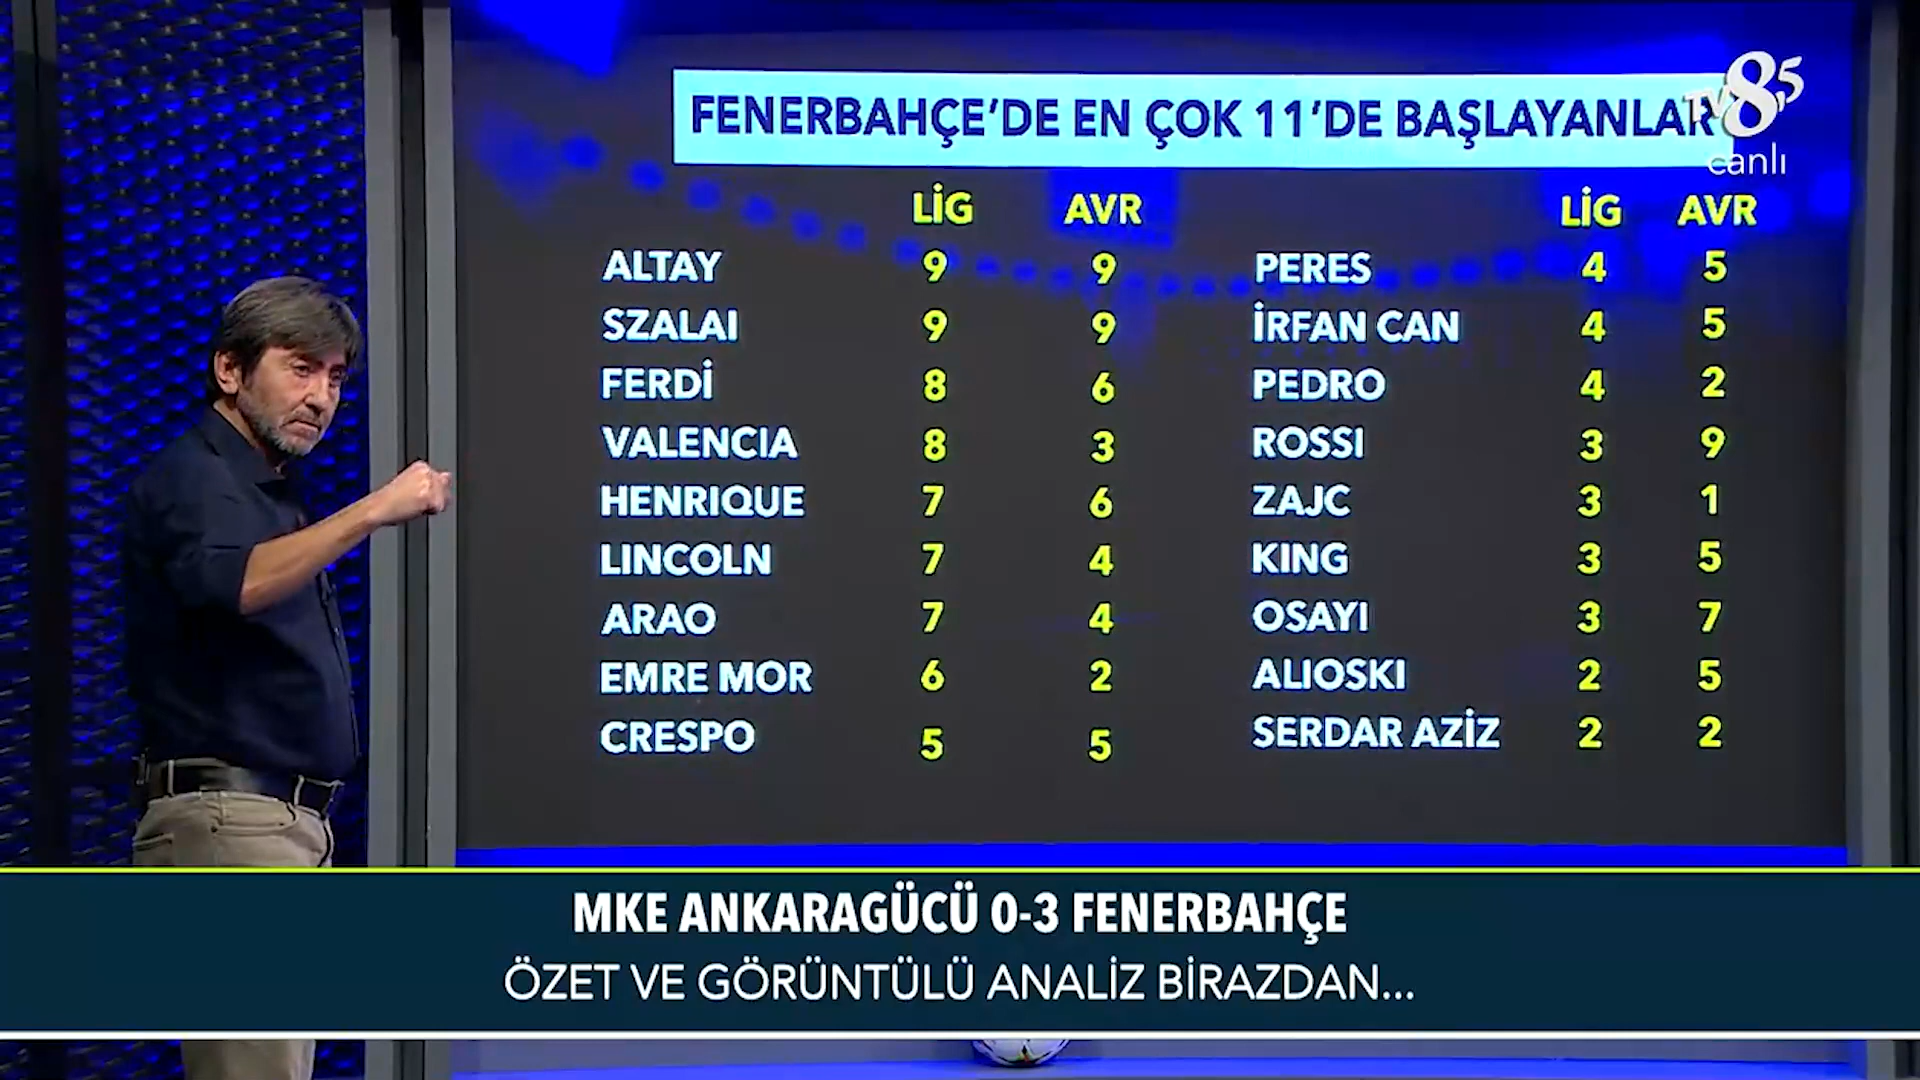 FENERBAHÇE’DE EN ÇOK 11’DE BAŞLAYANLAR
TV8,5
canlı
LİG AVR
ALTAY 9 9
SZALAI 9 9
FERDİ 8 6
VALENCIA 8 3
HENRIQUE 7 6
LINCOLN 7 4
ARAO 7 4
EMRE MOR 6 2
CRESPO 5 5
LİG AVR
PERES 4 5
İRFAN CAN 4 5
PEDRO 4 2
ROSSI 3 9
ZAJC 3 1
KING 3 5
OSAYI 3 7
ALIOSKI 2 5
SERDAR AZİZ 2 2
MKE ANKARAGÜCÜ 0-3 FENERBAHÇE
ÖZET VE GÖRÜNTÜLÜ ANALİZ BİRAZDAN...